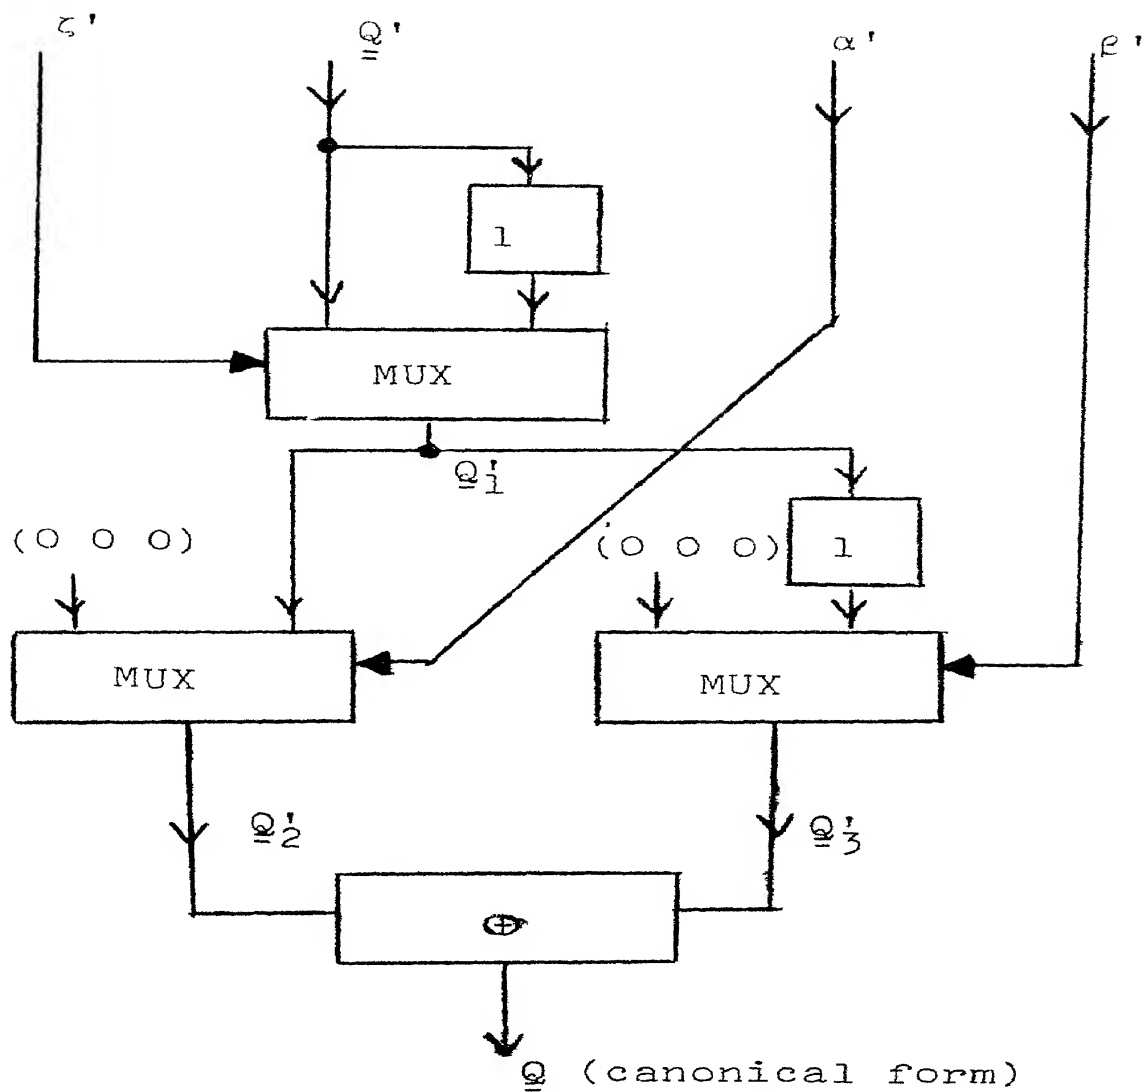 ζ' Q' α' β'
1
MUX
Q'1
(0 0 0) (0 0 0) 1
MUX MUX
Q'2 Q'3
⊕
Q (canonical form)